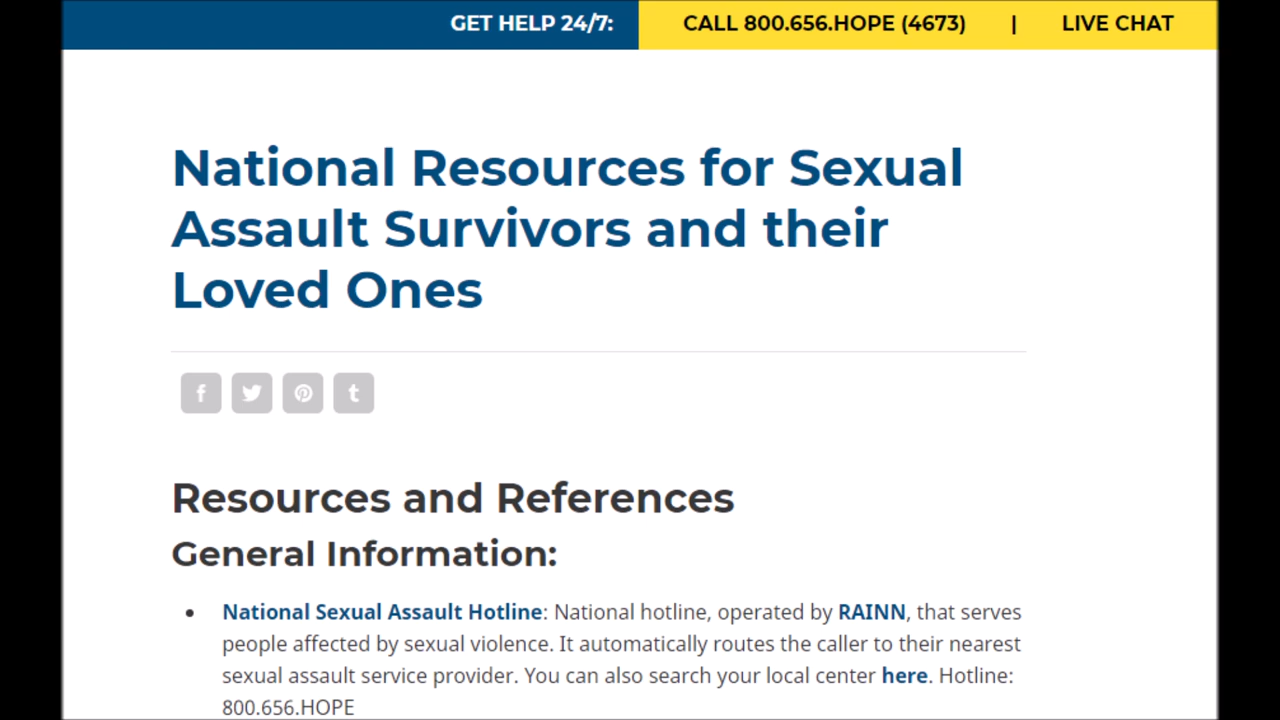 GET HELP 24/7: CALL 800.656.HOPE (4673) | LIVE CHAT
National Resources for Sexual
Assault Survivors and their
Loved Ones
Resources and References
General Information:
• National Sexual Assault Hotline: National hotline, operated by RAINN, that serves
people affected by sexual violence. It automatically routes the caller to their nearest
sexual assault service provider. You can also search your local center here. Hotline:
800.656.HOPE